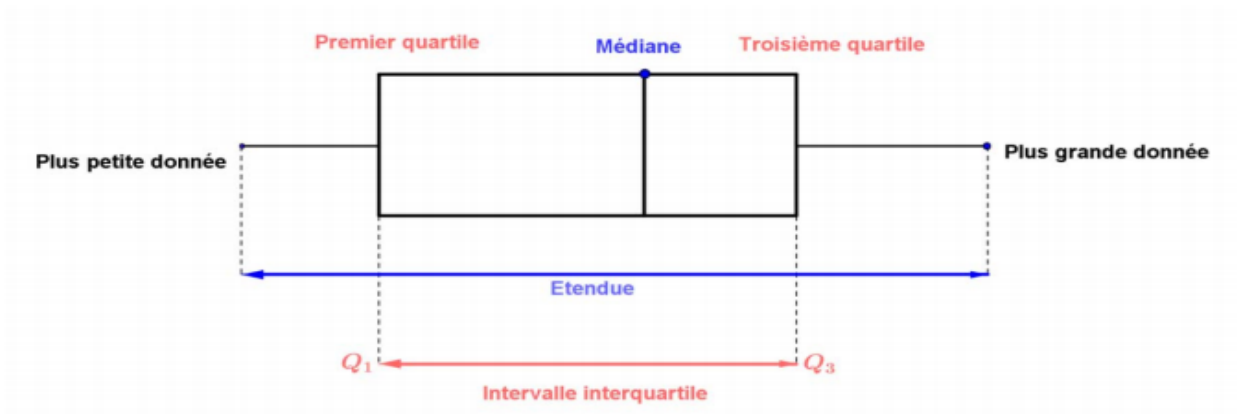 Premier quartile
Médiane
Troisième quartile
Plus petite donnée
Plus grande donnée
Etendue
Q1
Q3
Intervalle interquartile